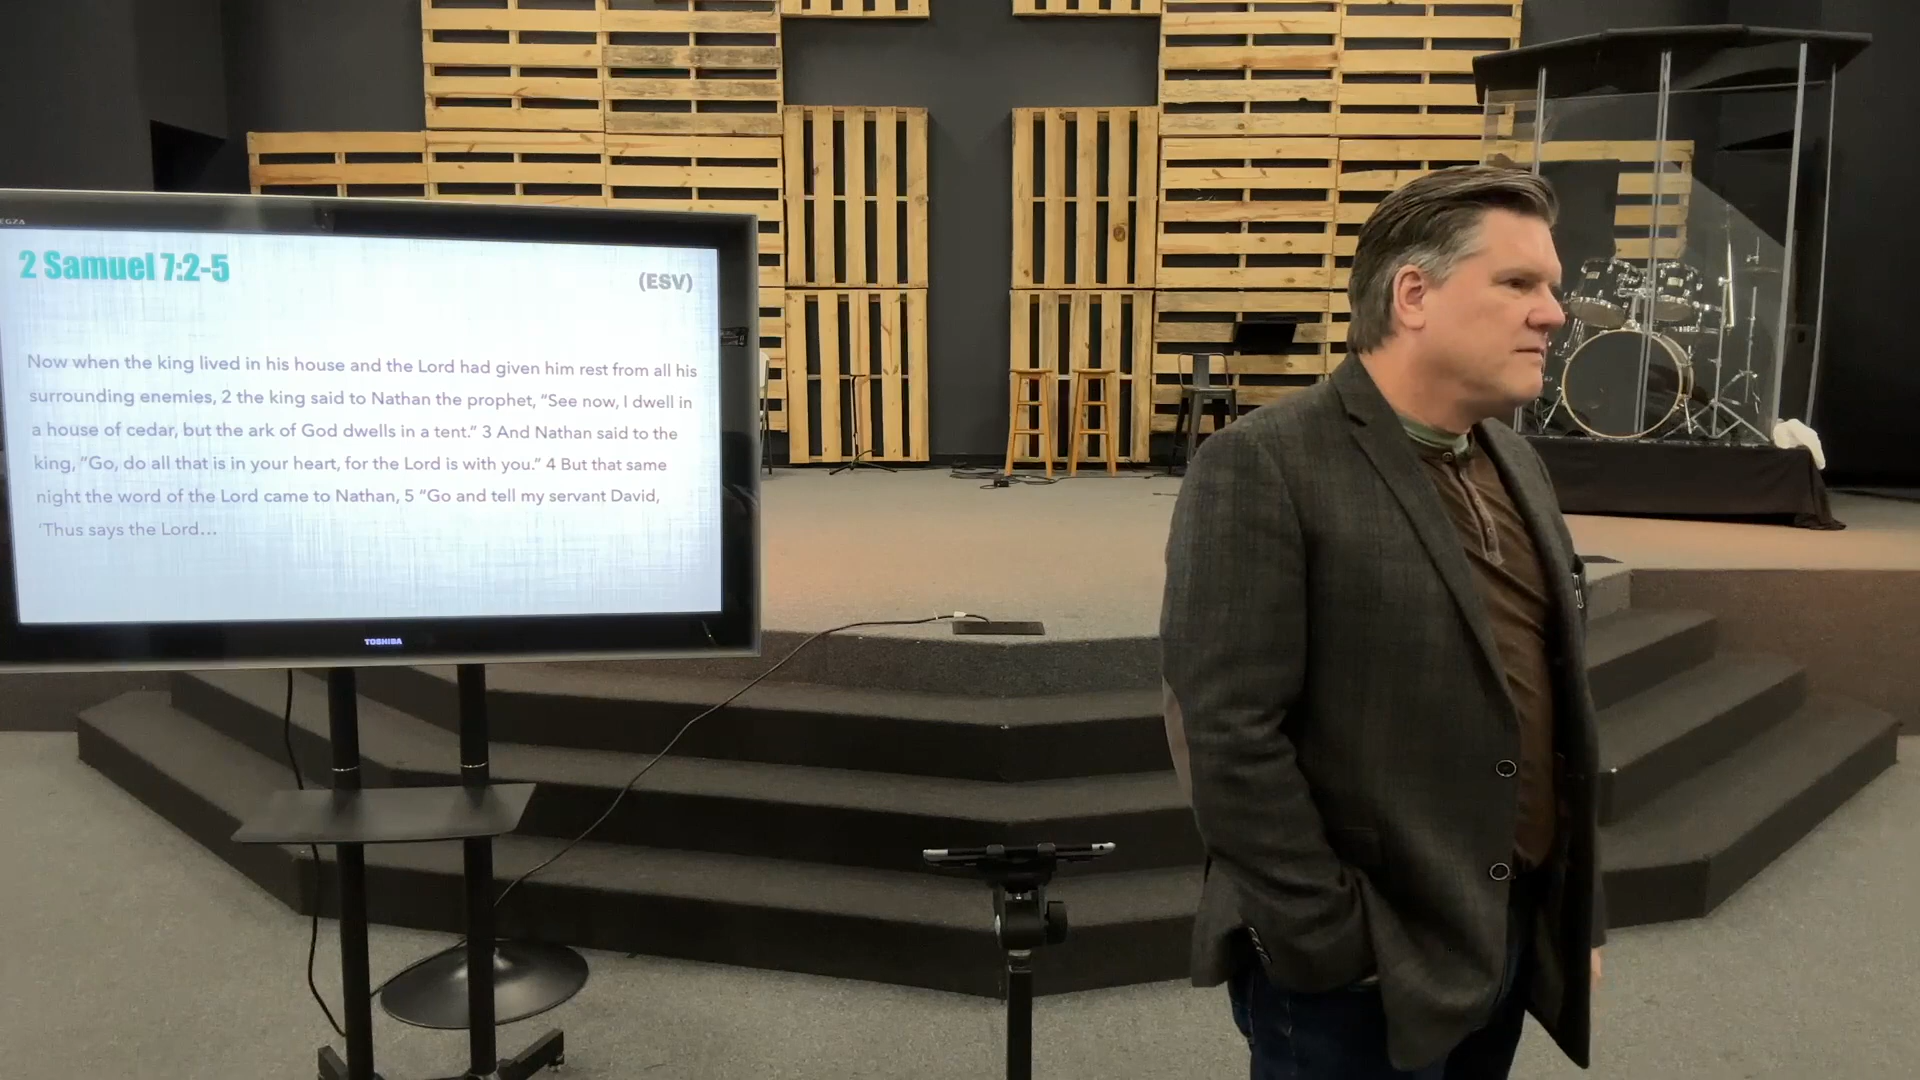 EGZA
2 Samuel 7:2-5
(ESV)
Now when the king lived in his house and the Lord had given him rest from all his
surrounding enemies, 2 the king said to Nathan the prophet, “See now, I dwell in
a house of cedar, but the ark of God dwells in a tent.” 3 And Nathan said to the
king, “Go, do all that is in your heart, for the Lord is with you.” 4 But that same
night the word of the Lord came to Nathan, 5 “Go and tell my servant David,
‘Thus says the Lord…
TOSHIBA